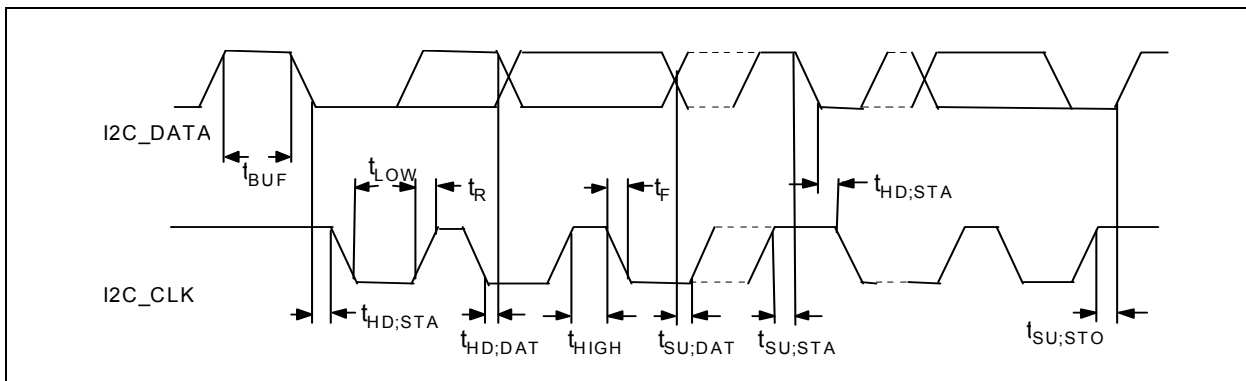 I2C_DATA
tBUF
tLOW
tR
tF
tHD;STA
I2C_CLK
tHD;STA
tHD;DAT
tHIGH
tSU;DAT
tSU;STA
tSU;STO